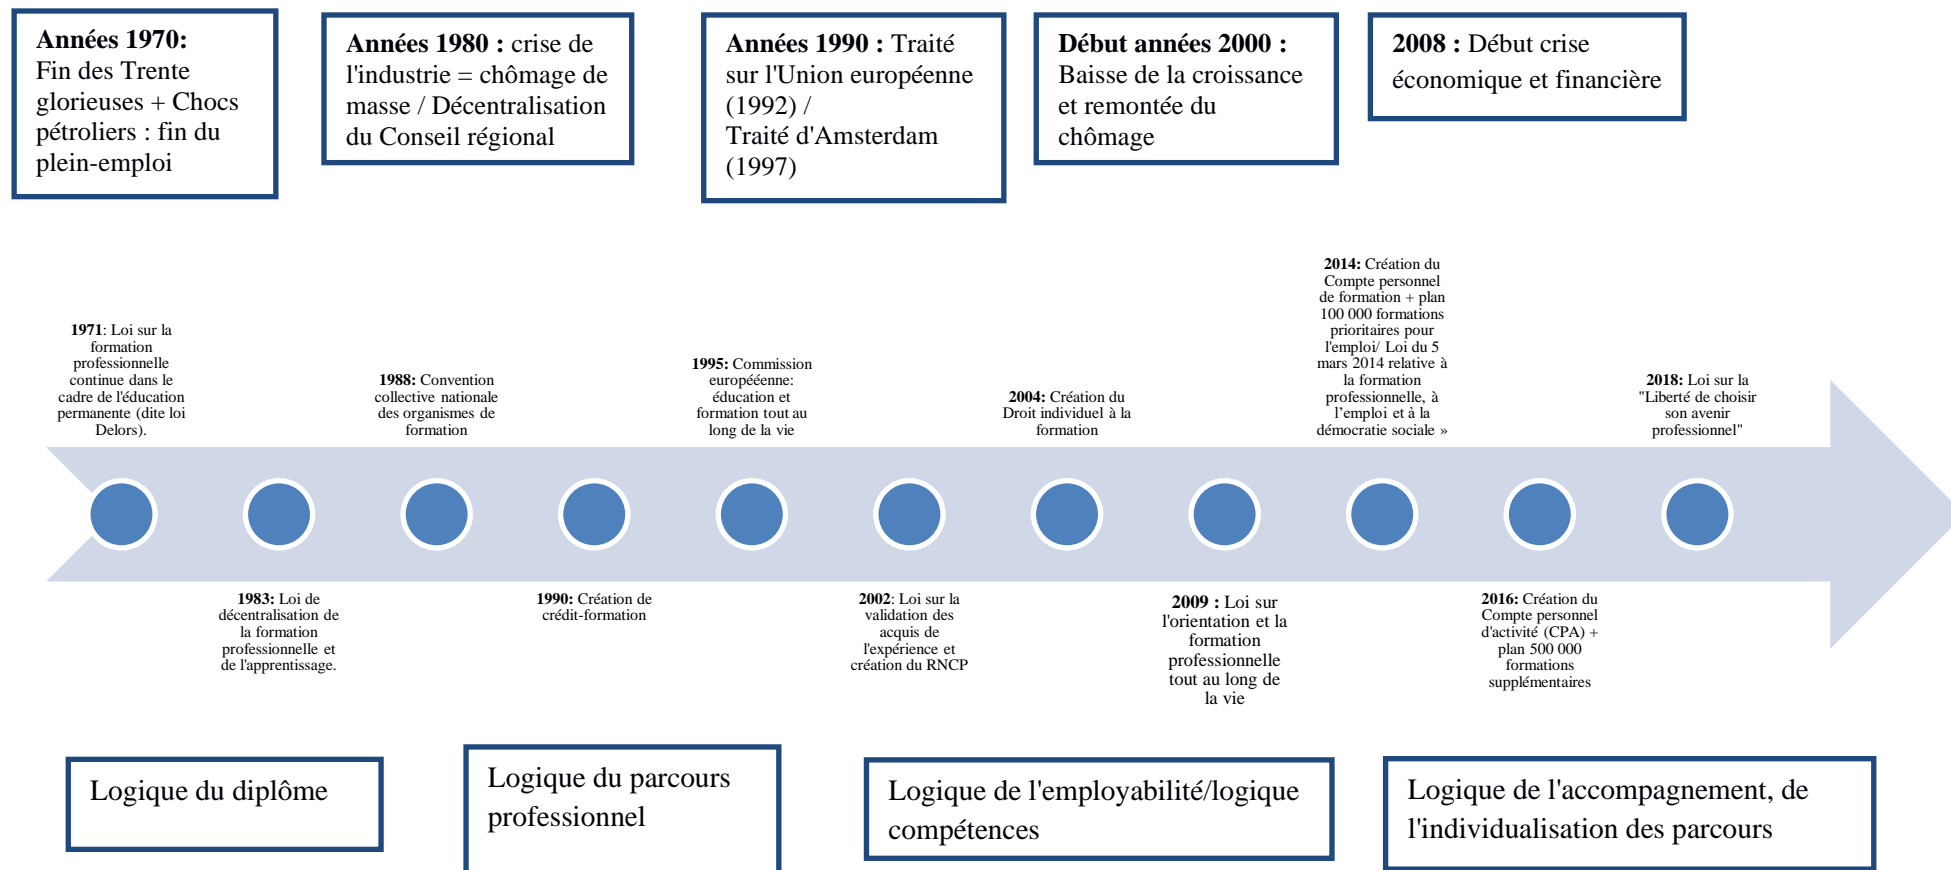 Années 1970:
Fin des Trente
glorieuses + Chocs
pétroliers : fin du
plein-emploi
Années 1980 : crise de
l'industrie = chômage de
masse / Décentralisation
du Conseil régional
Années 1990 : Traité
sur l'Union européenne
(1992) /
Traité d'Amsterdam
(1997)
Début années 2000 :
Baisse de la croissance
et remontée du
chômage
2008 : Début crise
économique et financière
1971: Loi sur la
formation
professionnelle
continue dans le
cadre de l'éducation
permanente (dite loi
Delors).
1988: Convention
collective nationale
des organismes de
formation
1995: Commission
europééenne:
éducation et
formation tout au
long de la vie
2004: Création du
Droit individuel à la
formation
2014: Création du
Compte personnel
de formation + plan
100 000 formations
prioritaires pour
l'emploi/ Loi du 5
mars 2014 relative à
la formation
professionnelle, à
l’emploi et à la
démocratie sociale »
2018: Loi sur la
"Liberté de choisir
son avenir
professionnel"
1983: Loi de
décentralisation de
la formation
professionnelle et
de l'apprentissage.
1990: Création de
crédit-formation
2002: Loi sur la
validation des
acquis de
l'expérience et
création du RNCP
2009 : Loi sur
l'orientation et la
formation
professionnelle
tout au long de
la vie
2016: Création du
Compte personnel
d'activité (CPA) +
plan 500 000
formations
supplémentaires
Logique du diplôme
Logique du parcours
professionnel
Logique de l'employabilité/logique
compétences
Logique de l'accompagnement, de
l'individualisation des parcours